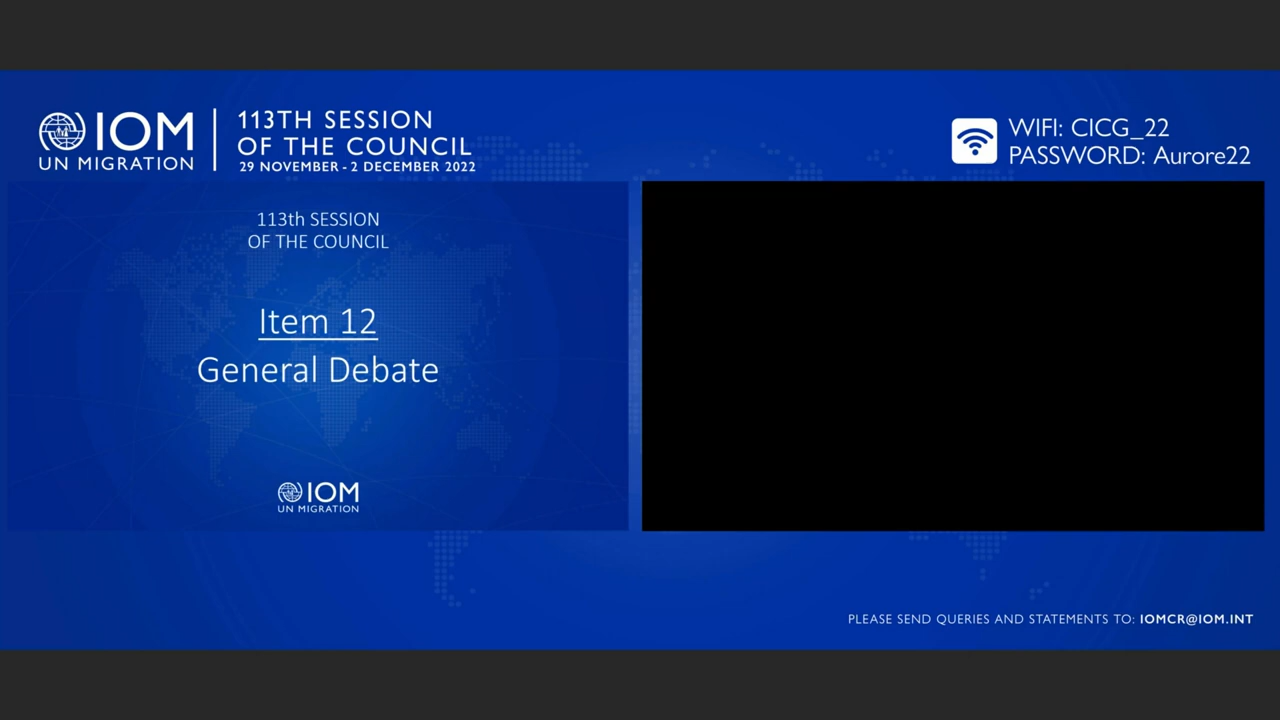 IOM
UN MIGRATION
113TH SESSION
OF THE COUNCIL
29 NOVEMBER - 2 DECEMBER 2022
WIFI: CICG_22
PASSWORD: Aurore22
113th SESSION
OF THE COUNCIL
Item 12
General Debate
IOM
UN MIGRATION
PLEASE SEND QUERIES AND STATEMENTS TO: IOMCR@IOM.INT